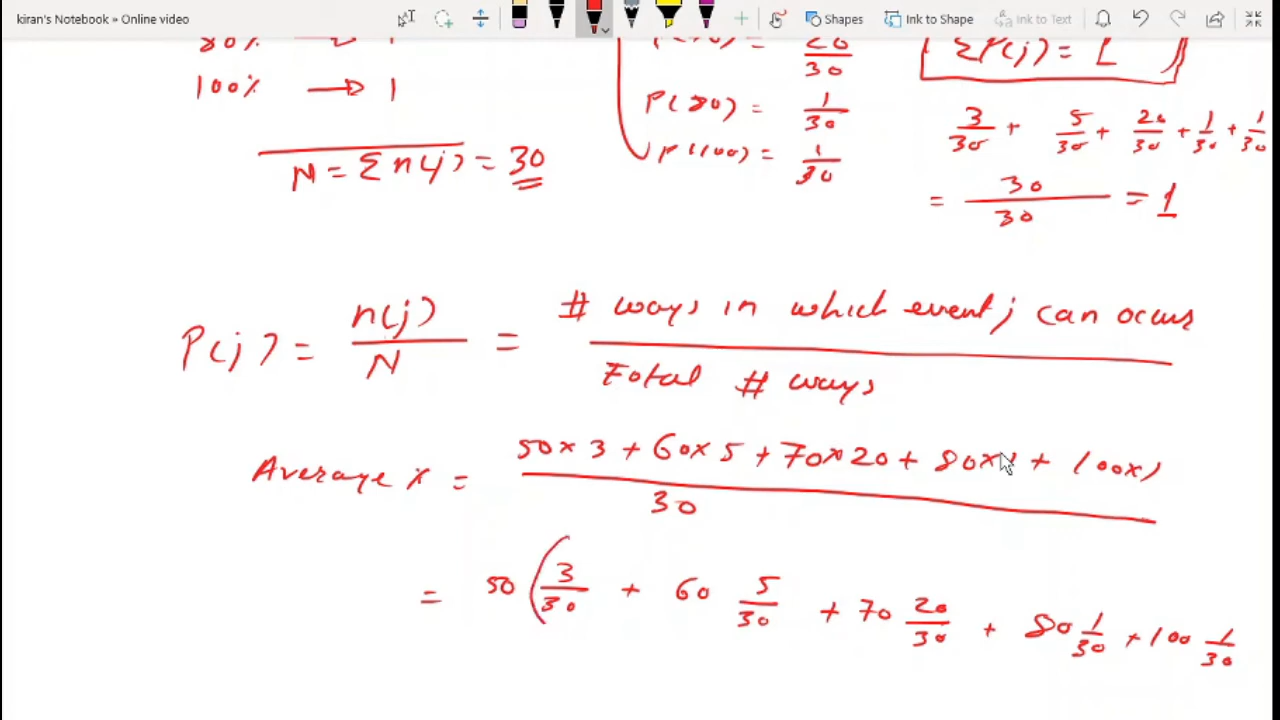 kiran's Notebook » Online video
Shapes Ink to Shape Ink to Text
80% → 1
100% → 1
N = Σ n(j) = 30
20/30
P(80) = 1/30
P(100) = 1/30
Σ P(j) = 1
3/30 + 5/30 + 20/30 + 1/30 + 1/30
= 30/30 = 1
P(j) = n(j)/N = # ways in which event j can occurs / Total # ways
Average x = 50×3 + 60×5 + 70×20 + 80×1 + 100×1 / 30
= 50 (3/30 + 60 5/30 + 70 20/30 + 80 1/30 + 100 1/30